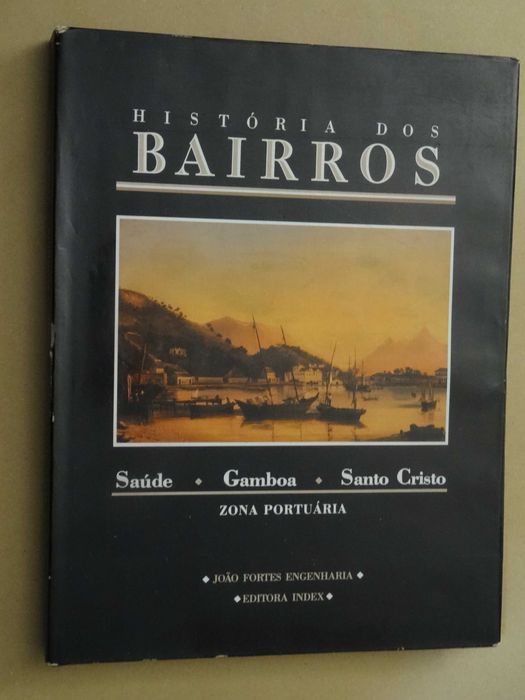 HISTÓRIA DOS
BAIRROS
Saúde ◆ Gamboa ◆ Santo Cristo
ZONA PORTUÁRIA
◆ JOÃO FORTES ENGENHARIA ◆
◆ EDITORA INDEX ◆